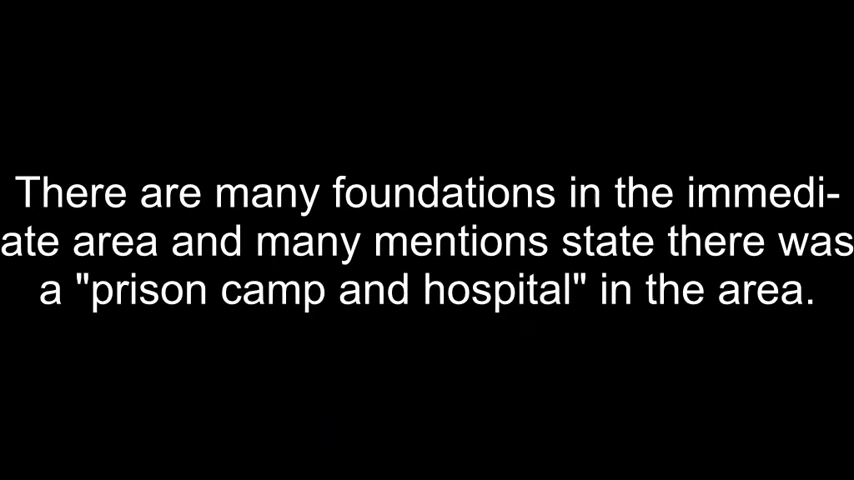 There are many foundations in the immedi-
ate area and many mentions state there was
a "prison camp and hospital" in the area.